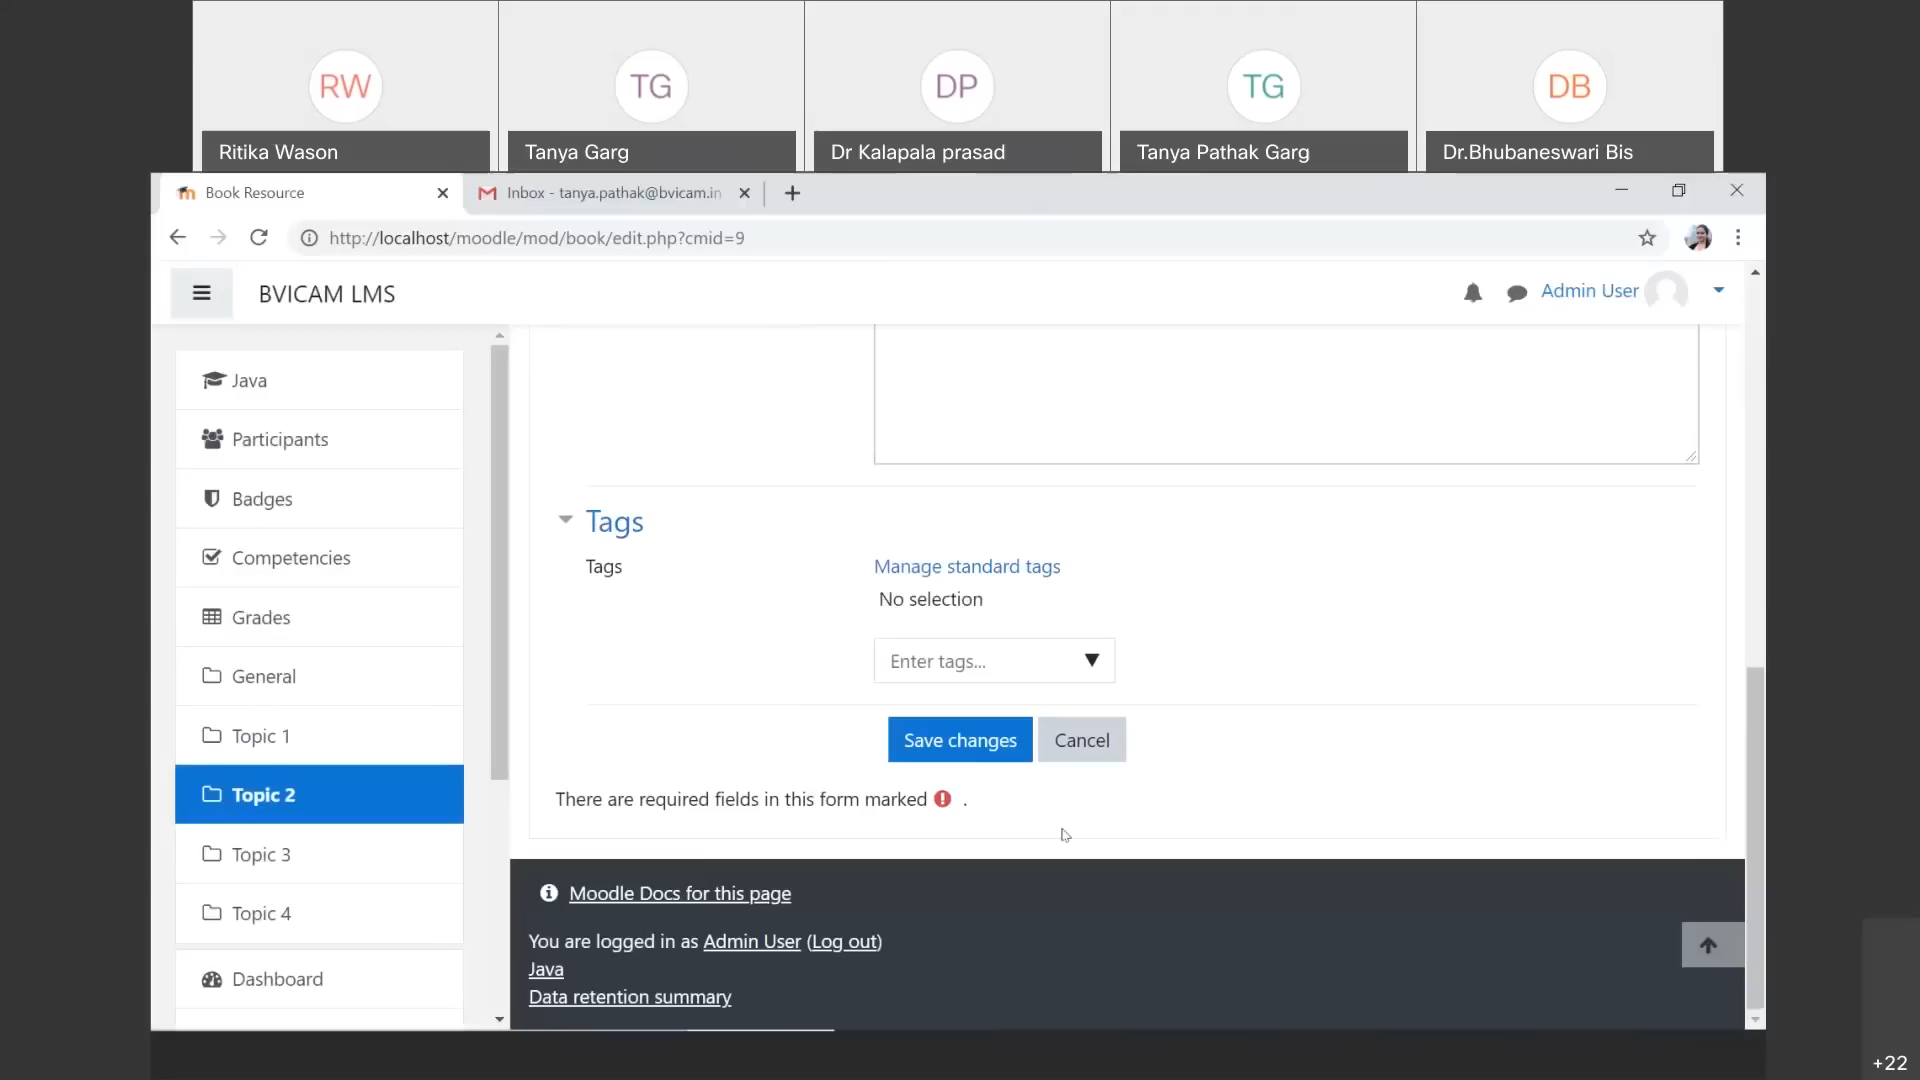 RW
TG
DP
TG
DB
Ritika Wason
Tanya Garg
Dr Kalapala prasad
Tanya Pathak Garg
Dr.Bhubaneswari Bis
Book Resource
Inbox - tanya.pathak@bvicam.in
http://localhost/moodle/mod/book/edit.php?cmid=9
BVICAM LMS
Admin User
Java
Participants
Badges
Competencies
Grades
General
Topic 1
Topic 2
Topic 3
Topic 4
Dashboard
Tags
Tags
Manage standard tags
No selection
Enter tags...
Save changes
Cancel
There are required fields in this form marked .
Moodle Docs for this page
You are logged in as Admin User (Log out)
Java
Data retention summary
+22